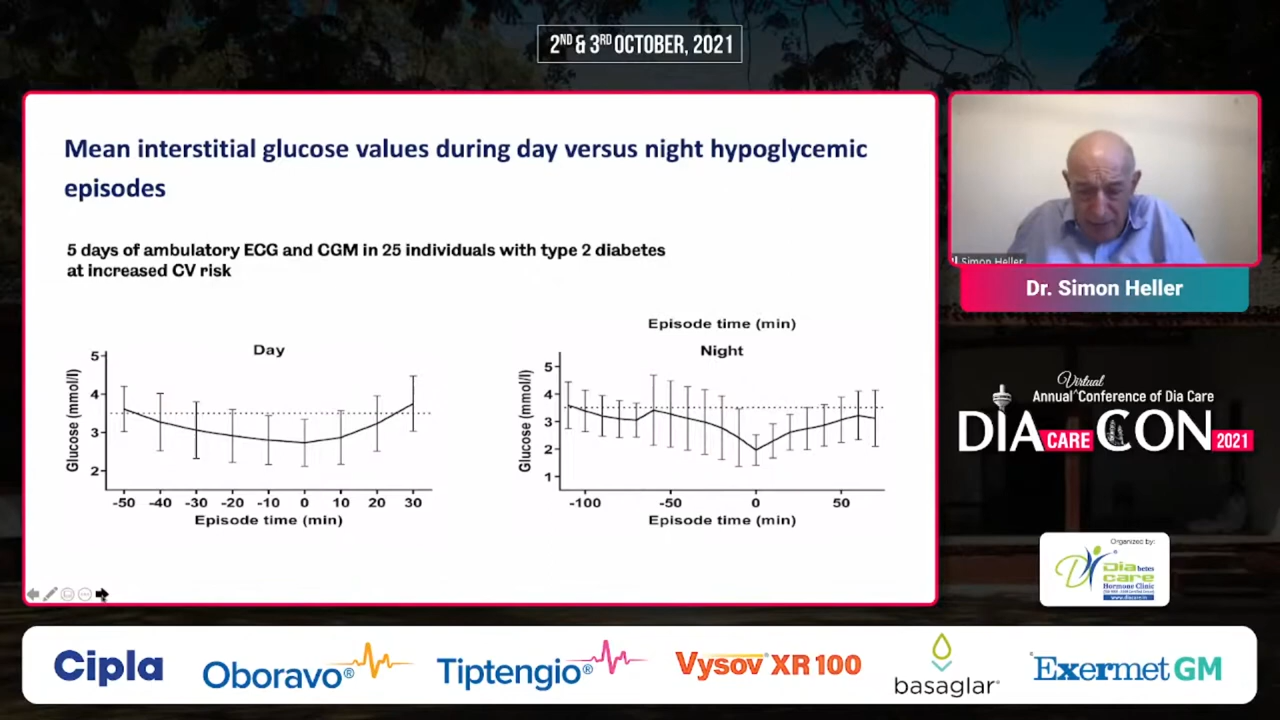 2ND & 3RD OCTOBER, 2021
Mean interstitial glucose values during day versus night hypoglycemic
episodes
5 days of ambulatory ECG and CGM in 25 individuals with type 2 diabetes
at increased CV risk
Day
Glucose (mmol/l)
5
4
3
2
-50 -40 -30 -20 -10 0 10 20 30
Episode time (min)
Episode time (min)
Night
Glucose (mmol/l)
5
4
3
2
1
-100 -50 0 50
Episode time (min)
Simon Heller
Dr. Simon Heller
Virtual
Annual ^ Conference of Dia Care
DIA CARE CON 2021
Organized by:
Diabetes
care
Hormone Clinic
Cipla
Oboravo®
Tiptengio®
Vysov® XR 100
basaglar®
Exermet GM